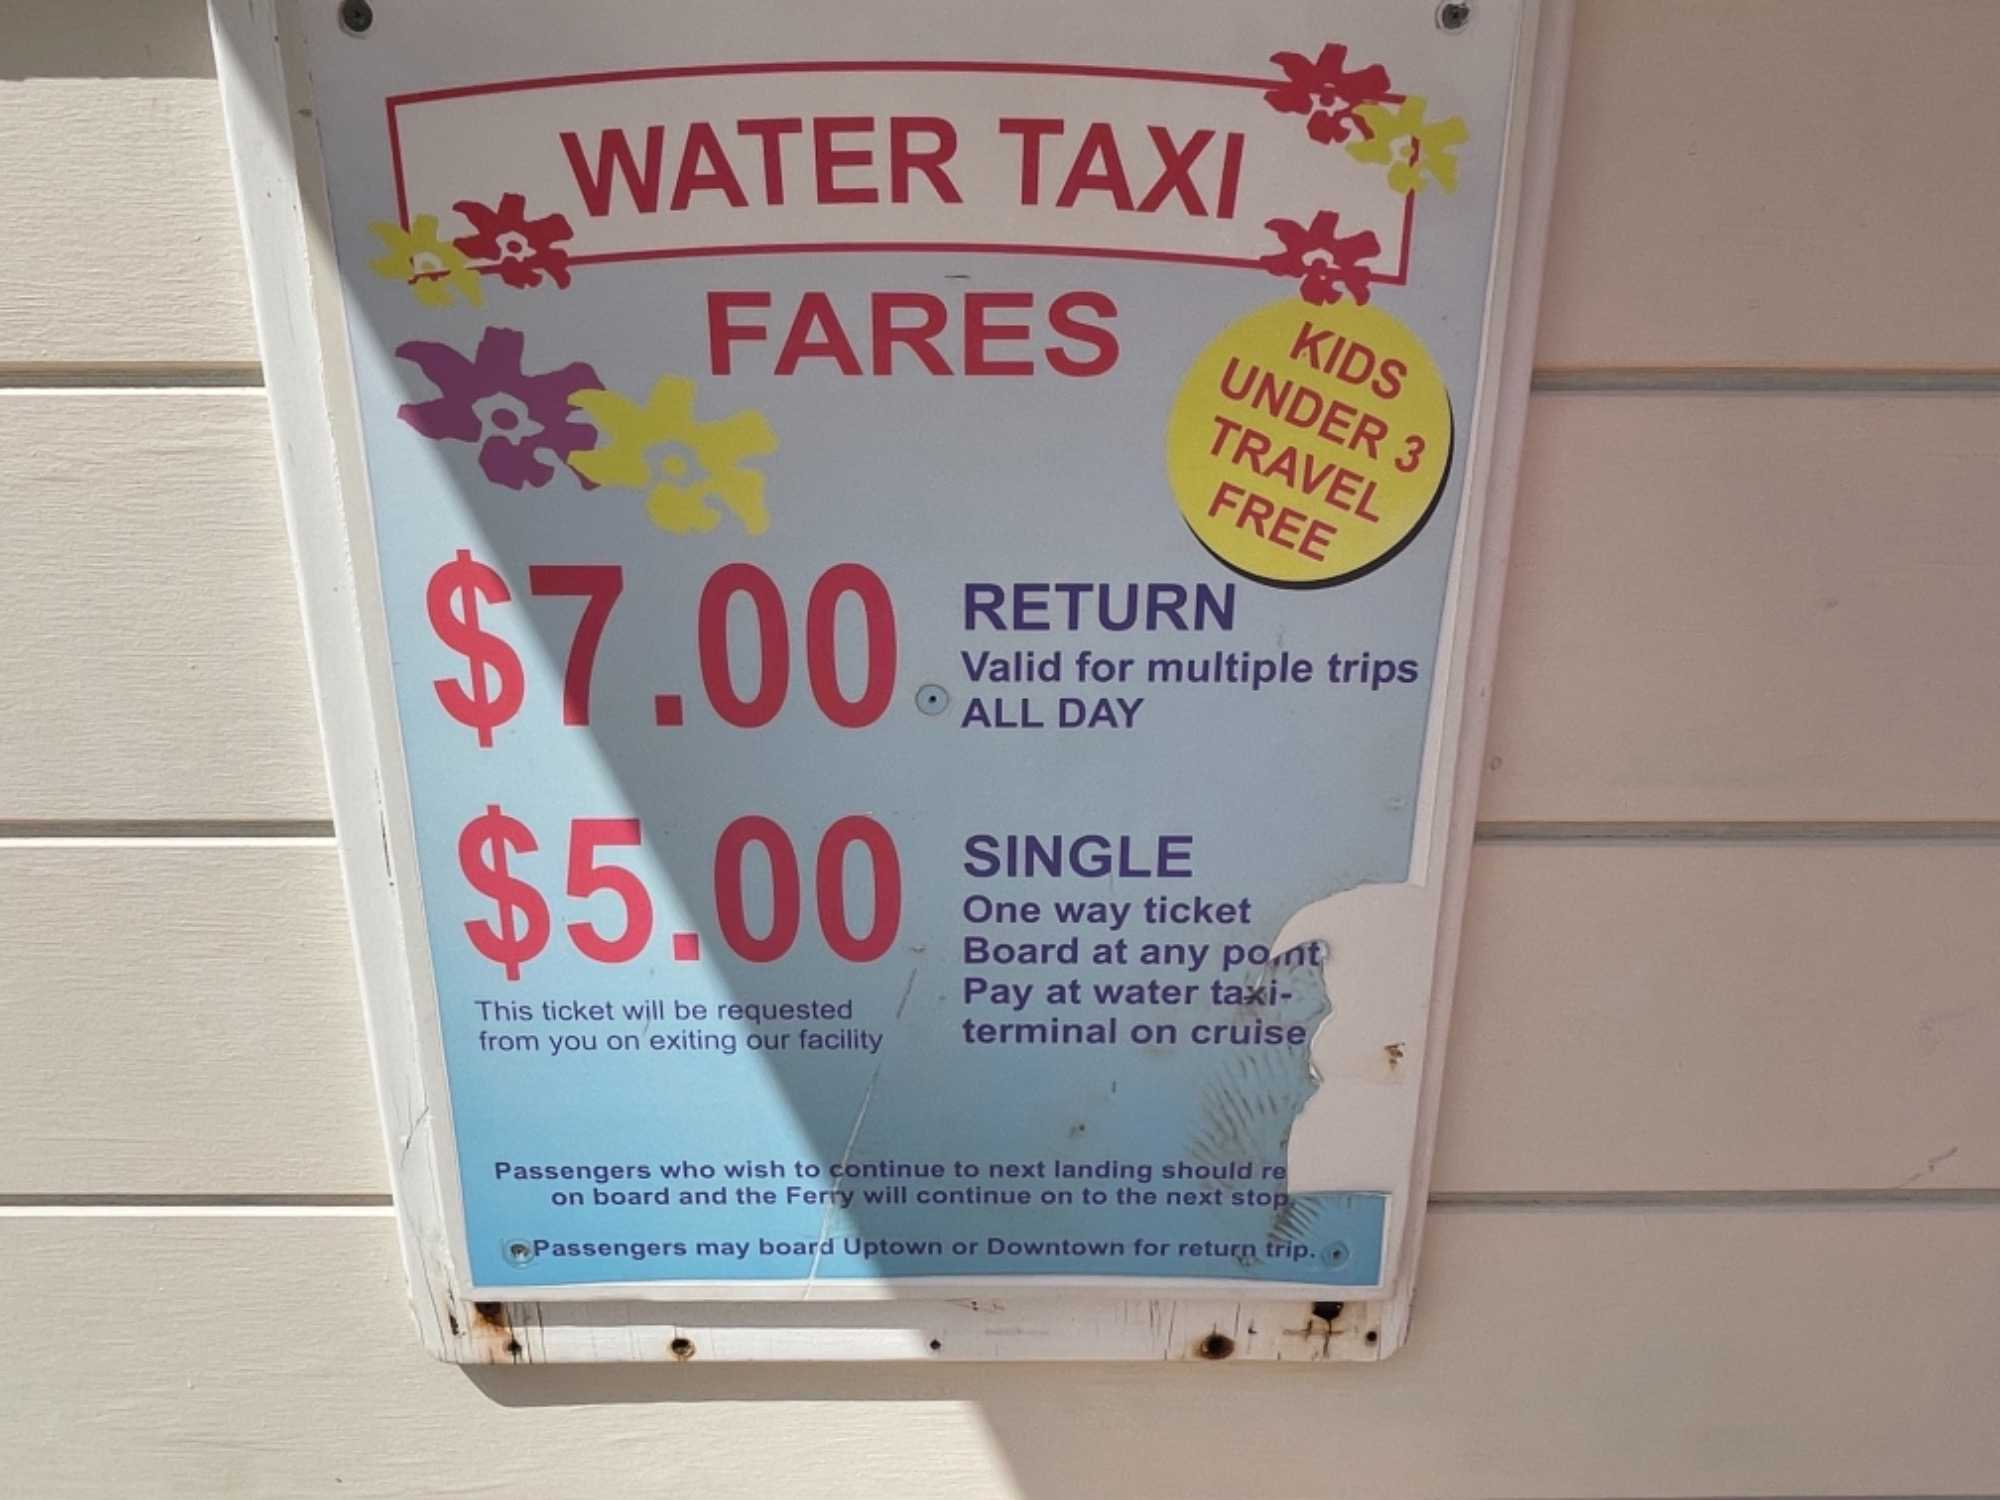 WATER TAXI
FARES
KIDS
UNDER 3
TRAVEL
FREE
$7.00
RETURN
Valid for multiple trips
ALL DAY
$5.00
SINGLE
One way ticket
Board at any point
Pay at water taxi-
terminal on cruise
This ticket will be requested
from you on exiting our facility
Passengers who wish to continue to next landing should re
on board and the Ferry will continue on to the next stop.
Passengers may board Uptown or Downtown for return trip.